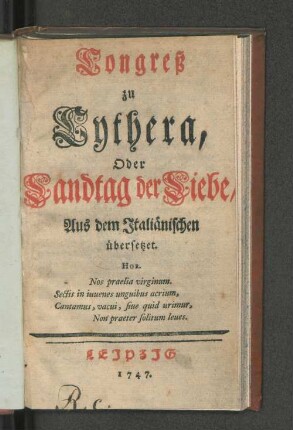 Congreß
zu
Cythera,
Oder
Landtag der Liebe,
Aus dem Italiänischen
übersetzet.
Hor.
Nos praelia virginum,
Sectis in iuuenes unguibus acrium,
Cantamus, vacui, siue quid urimur,
Non praeter solitum leues.
LEIPZIG
1747.
R. c.